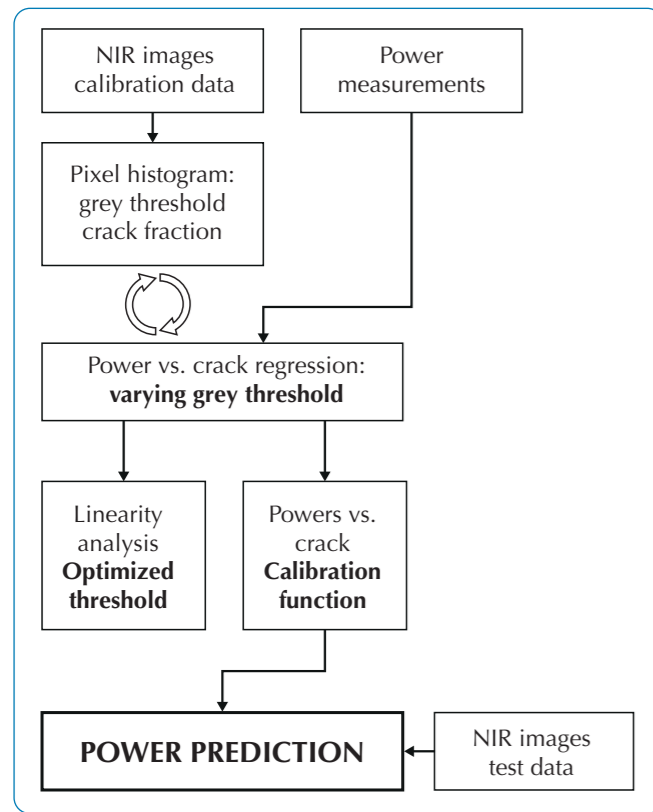 NIR images
calibration data
Power
measurements
Pixel histogram:
grey threshold
crack fraction
Power vs. crack regression:
varying grey threshold
Linearity
analysis
Optimized
threshold
Powers vs.
crack
Calibration
function
POWER PREDICTION
NIR images
test data